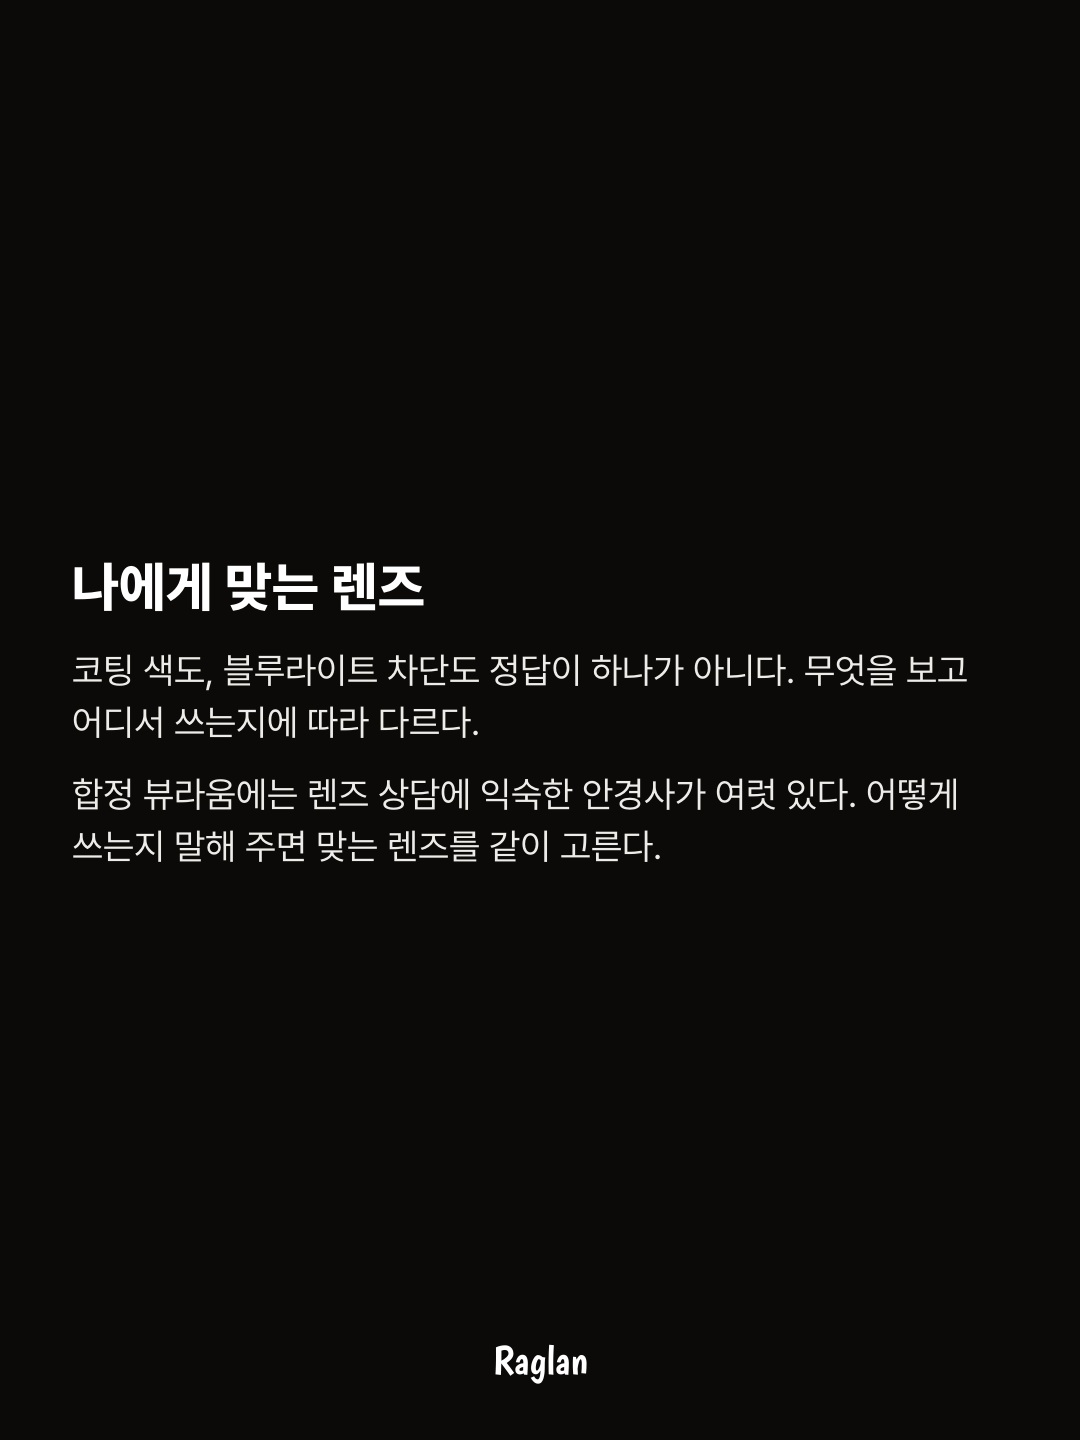 나에게 맞는 렌즈
코팅 색도, 블루라이트 차단도 정답이 하나가 아니다. 무엇을 보고
어디서 쓰는지에 따라 다르다.
합정 뷰라움에는 렌즈 상담에 익숙한 안경사가 여럿 있다. 어떻게
쓰는지 말해 주면 맞는 렌즈를 같이 고른다.
Raglan